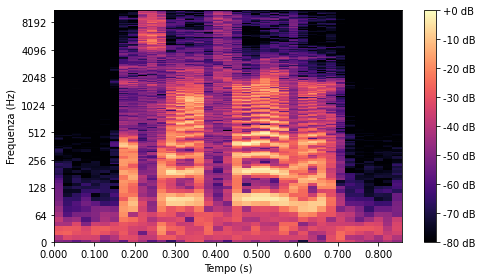 8192
4096
2048
1024
512
256
128
64
0
Frequenza (Hz)
0.000 0.100 0.200 0.300 0.400 0.500 0.600 0.700 0.800
Tempo (s)
+0 dB
-10 dB
-20 dB
-30 dB
-40 dB
-50 dB
-60 dB
-70 dB
-80 dB